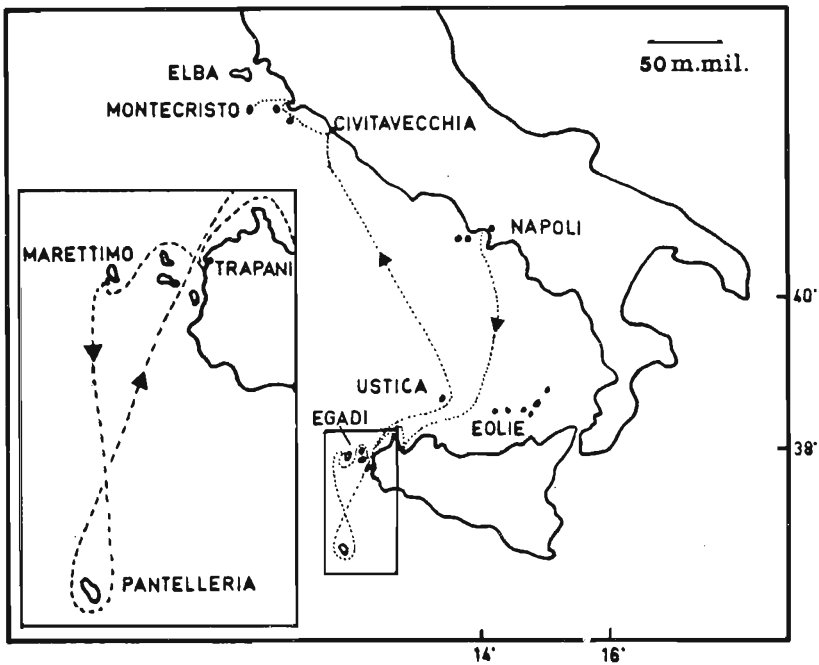 ELBA
50 m.mil.
MONTECRISTO
CIVITAVECCHIA
NAPOLI
MARETTIMO
TRAPANI
40°
USTICA
EGADI
EOLIE
38°
PANTELLERIA
14°
16°